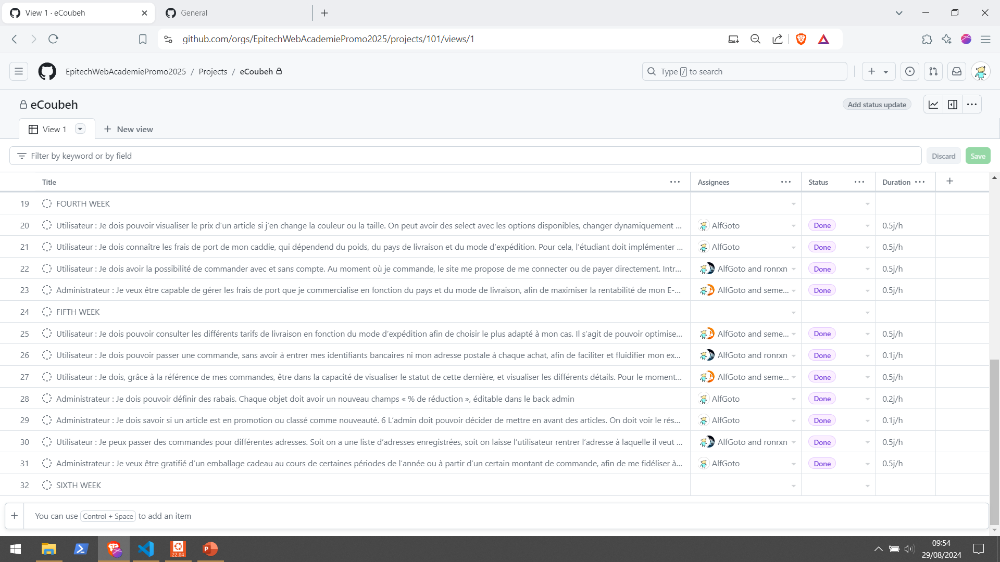 View 1 · eCoubeh
General
github.com/orgs/EpitechWebAcademiePromo2025/projects/101/views/1
EpitechWebAcademiePromo2025 / Projects / eCoubeh
Type / to search
eCoubeh
Add status update
View 1
New view
Filter by keyword or by field
Discard
Save
Title Assignees Status Duration
19 FOURTH WEEK
20 Utilisateur : Je dois pouvoir visualiser le prix d’un article si j’en change la couleur ou la taille. On peut avoir des select avec les options disponibles, changer dynamiquement ... AlfGoto Done 0.5j/h
21 Utilisateur : Je dois connaître les frais de port de mon caddie, qui dépendend du poids, du pays de livraison et du mode d’expédition. Pour cela, l’étudiant doit implémenter ... AlfGoto Done 0.5j/h
22 Utilisateur : Je dois avoir la possibilité de commander avec et sans compte. Au moment où je commande, le site me propose de me connecter ou de payer directement. Intr... AlfGoto and ronrxn Done 0.5j/h
23 Administrateur : Je veux être capable de gérer les frais de port que je commercialise en fonction du pays et du mode de livraison, afin de maximiser la rentabilité de mon E-... AlfGoto and seme... Done 0.5j/h
24 FIFTH WEEK
25 Utilisateur : Je dois pouvoir consulter les différents tarifs de livraison en fonction du mode d’expédition afin de choisir le plus adapté à mon cas. Il s’agit de pouvoir optimise... AlfGoto and seme... Done 0.5j/h
26 Utilisateur : Je dois pouvoir passer une commande, sans avoir à entrer mes identifiants bancaires ni mon adresse postale à chaque achat, afin de faciliter et fluidifier mon ex... AlfGoto and ronrxn Done 0.1j/h
27 Utilisateur : Je dois, grâce à la référence de mes commandes, être dans la capacité de visualiser le statut de cette dernière, et visualiser les différents détails. Pour le moment... AlfGoto and seme... Done 0.5j/h
28 Administrateur : Je dois pouvoir définir des rabais. Chaque objet doit avoir un nouveau champs « % de réduction », éditable dans le back admin AlfGoto Done 0.2j/h
29 Administrateur : Je dois savoir si un article est en promotion ou classé comme nouveauté. 6 L’admin doit pouvoir décider de mettre en avant des articles. On doit voir le rés... AlfGoto Done 0.1j/h
30 Utilisateur : Je peux passer des commandes pour différentes adresses. Soit on a une liste d’adresses enregistrées, soit on laisse l’utilisateur rentrer l’adresse à laquelle il veut ... AlfGoto and ronrxn Done 0.5j/h
31 Administrateur : Je veux être gratifié d’un emballage cadeau au cours de certaines périodes de l’année ou à partir d’un certain montant de commande, afin de me fidéliser à... AlfGoto Done 0.5j/h
32 SIXTH WEEK
You can use Control + Space to add an item
22.04
P
09:54
29/08/2024